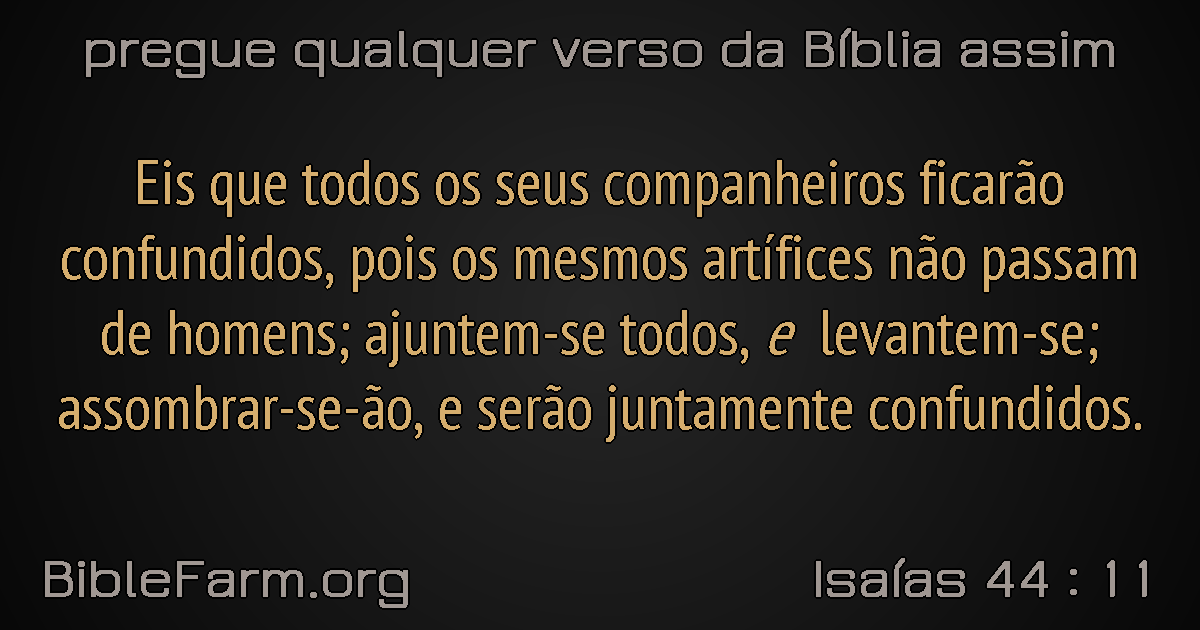 pregue qualquer verso da Bíblia assim
Eis que todos os seus companheiros ficarão
confundidos, pois os mesmos artífices não passam
de homens; ajuntem-se todos, e levantem-se;
assombrar-se-ão, e serão juntamente confundidos.
BibleFarm.org
Isaías 44 : 11